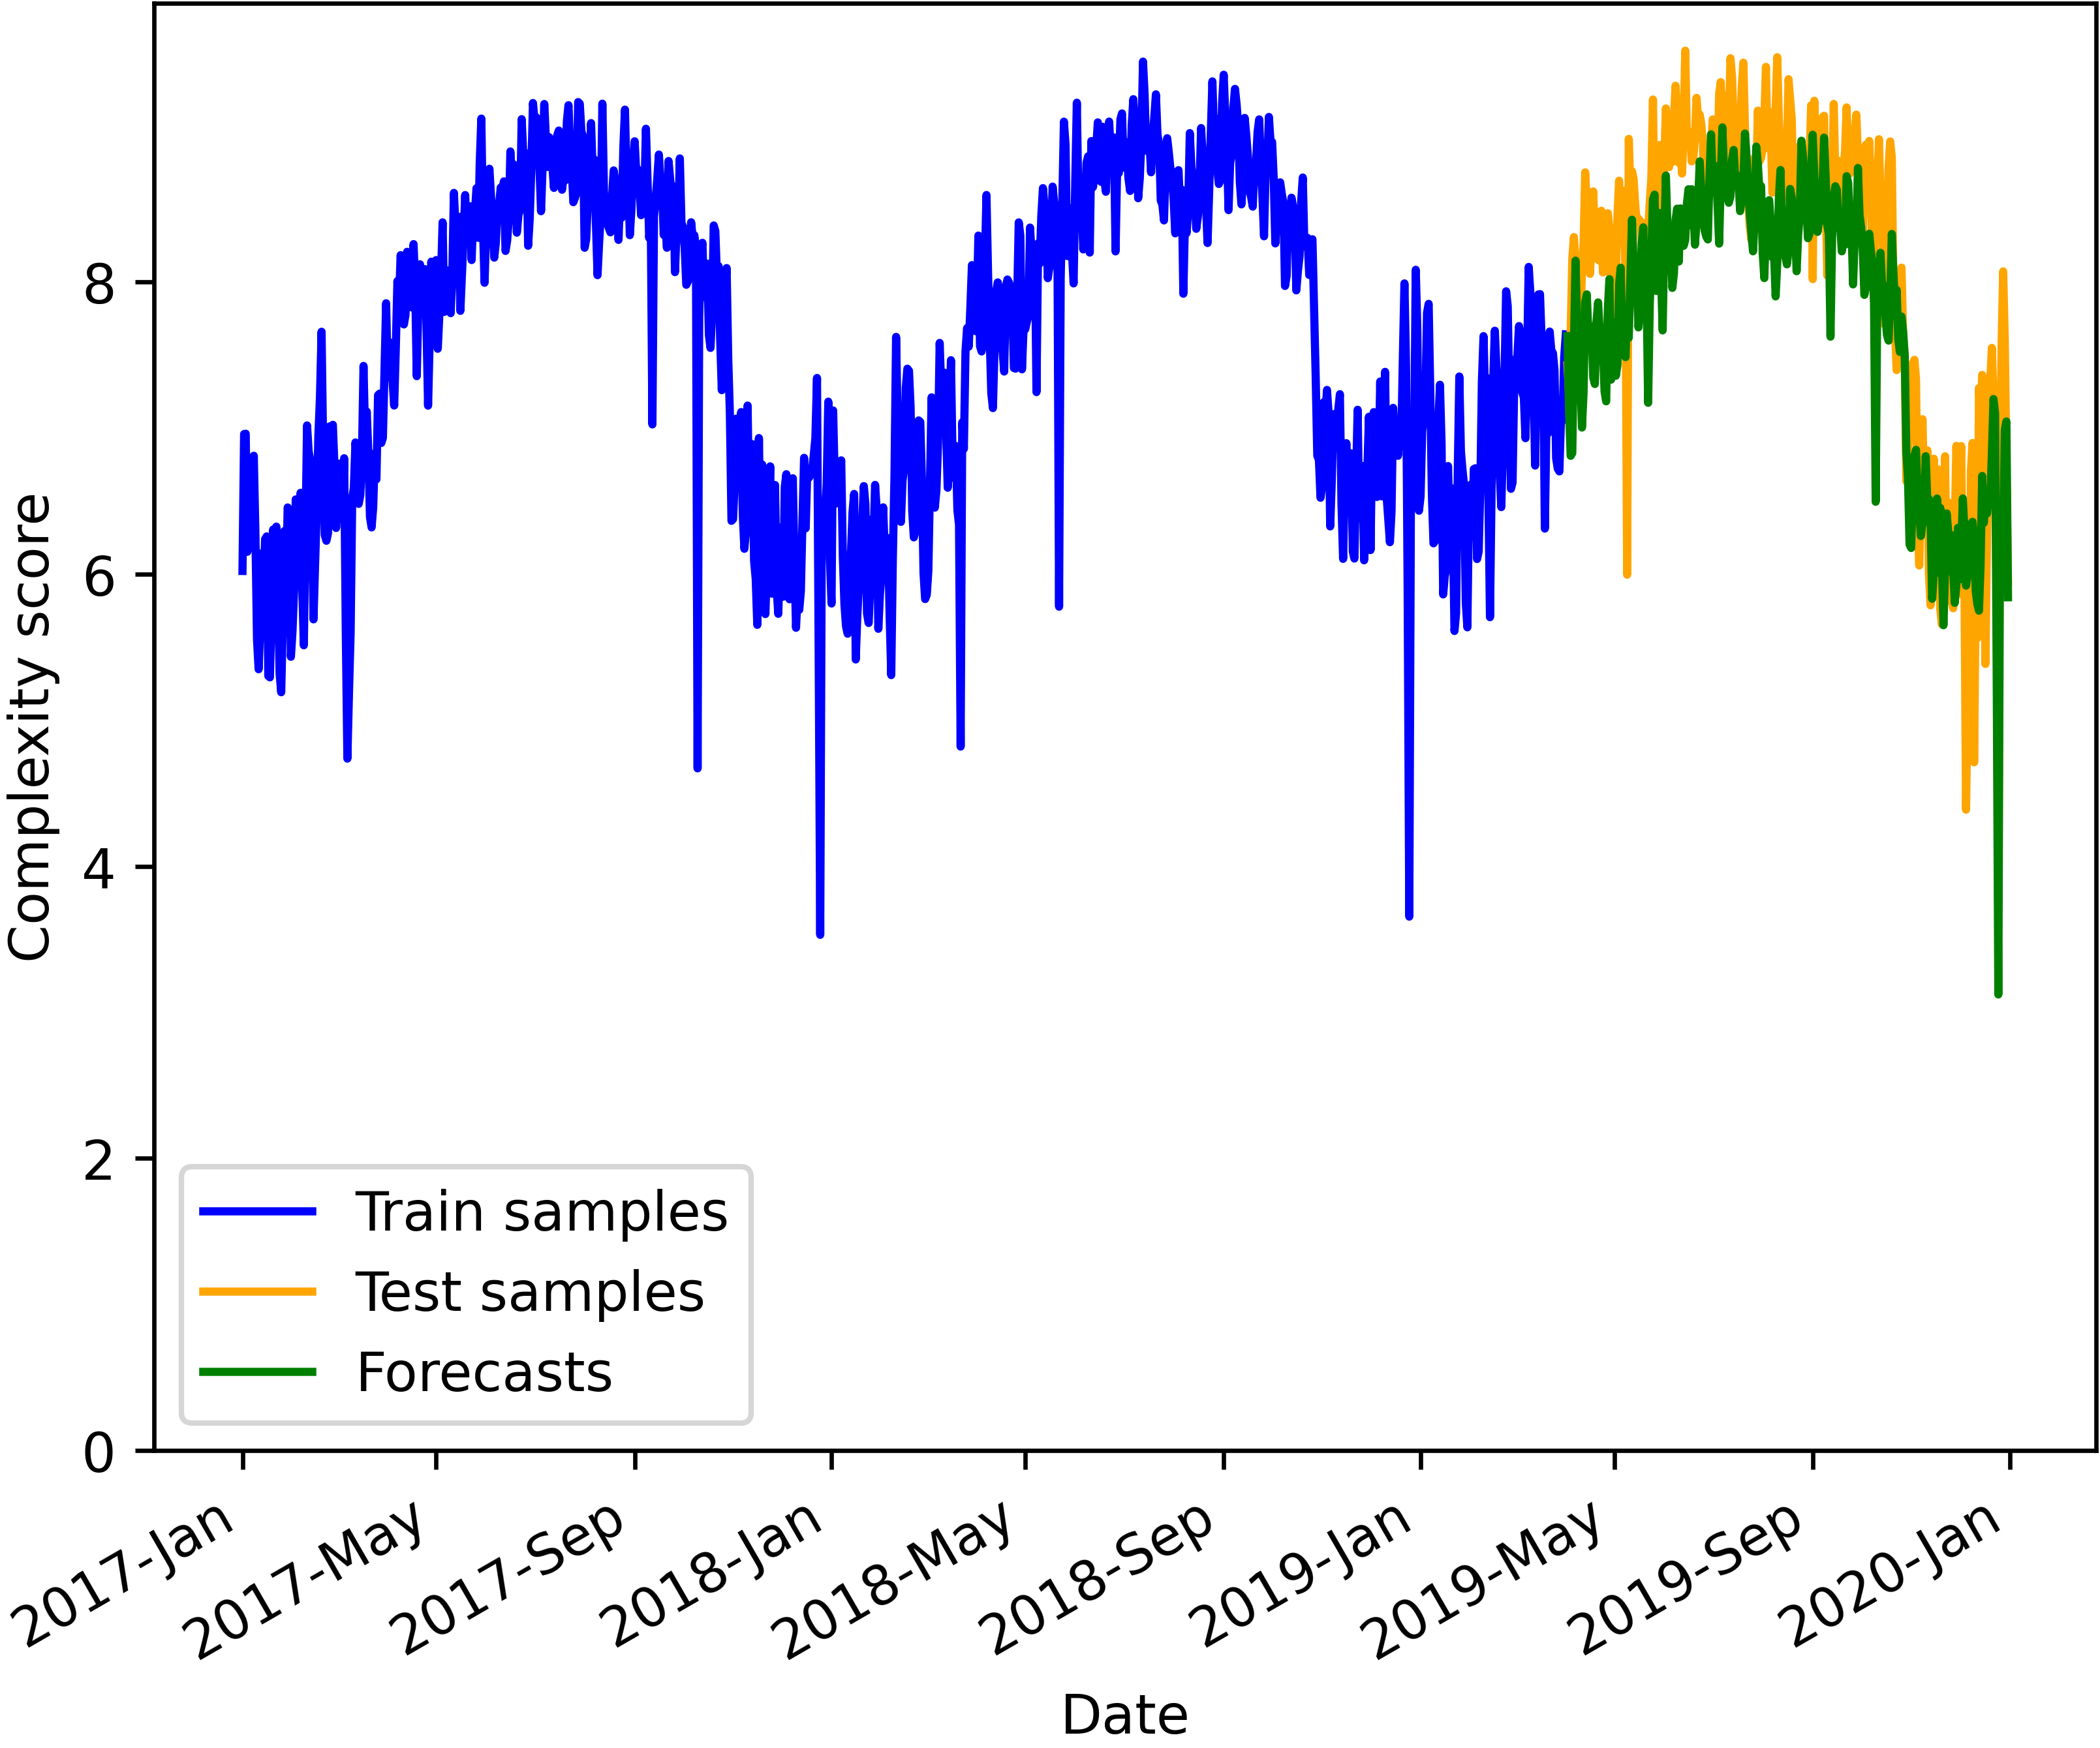 Complexity score
8
6
4
2
0
Train samples
Test samples
Forecasts
2017-Jan
2017-May
2017-Sep
2018-Jan
2018-May
2018-Sep
2019-Jan
2019-May
2019-Sep
2020-Jan
Date